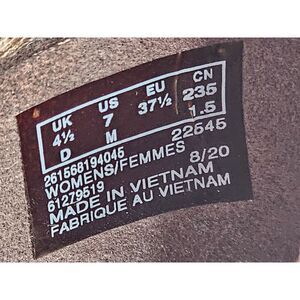 UK US EU CN
4½ 7 37½ 235
D M 1.5
22545
261568194045 8/20
WOMENS/FEMMES
61279519
MADE IN VIETNAM
FABRIQUE AU VIETNAM